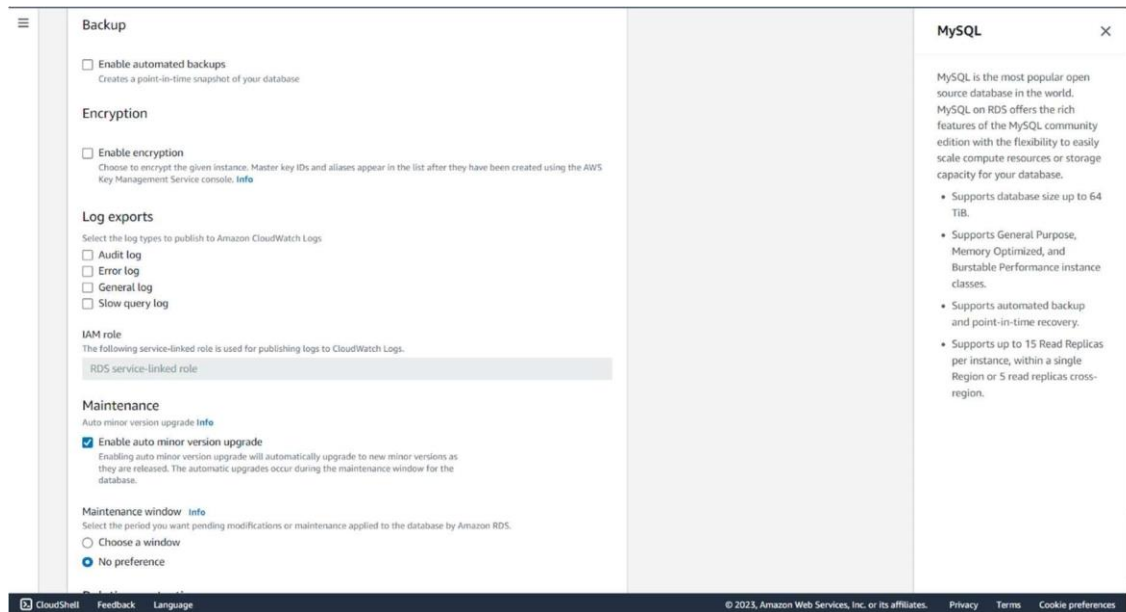 Backup
Enable automated backups
Creates a point-in-time snapshot of your database
Encryption
Enable encryption
Choose to encrypt the given instance. Master key IDs and aliases appear in the list after they have been created using the AWS
Key Management Service console. Info
Log exports
Select the log types to publish to Amazon CloudWatch Logs
Audit log
Error log
General log
Slow query log
IAM role
The following service-linked role is used for publishing logs to CloudWatch Logs.
RDS service-linked role
Maintenance
Auto minor version upgrade Info
Enable auto minor version upgrade
Enabling auto minor version upgrade will automatically upgrade to new minor versions as
they are released. The automatic upgrades occur during the maintenance window for the
database.
Maintenance window Info
Select the period you want pending modifications or maintenance applied to the database by Amazon RDS.
Choose a window
No preference
MySQL
MySQL is the most popular open
source database in the world.
MySQL on RDS offers the rich
features of the MySQL community
edition with the flexibility to easily
scale compute resources or storage
capacity for your database.
• Supports database size up to 64
TiB.
• Supports General Purpose,
Memory Optimized, and
Burstable Performance instance
classes.
• Supports automated backup
and point-in-time recovery.
• Supports up to 15 Read Replicas
per instance, within a single
Region or 5 read replicas cross-
region.
CloudShell Feedback Language © 2023, Amazon Web Services, Inc. or its affiliates. Privacy Terms Cookie preferences